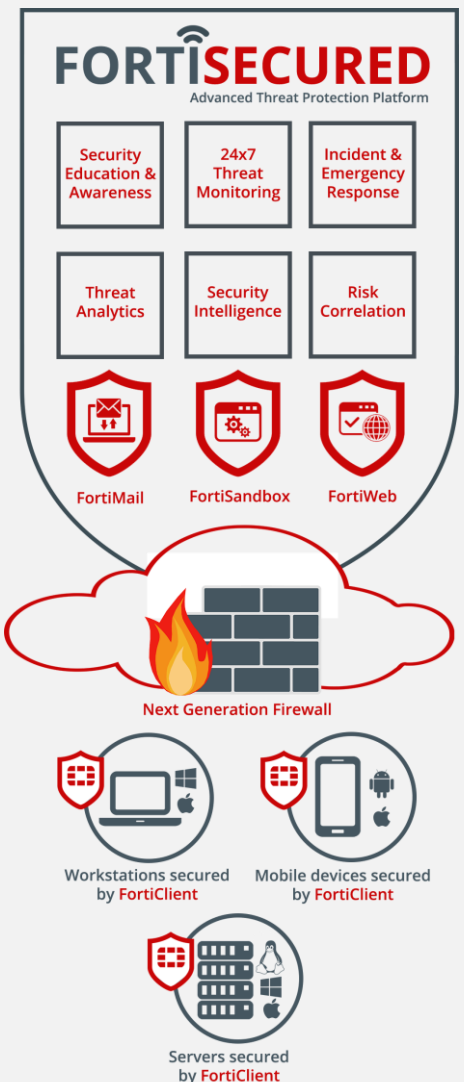 FORTISECURED
Advanced Threat Protection Platform
Security
Education &
Awareness
24x7
Threat
Monitoring
Incident &
Emergency
Response
Threat
Analytics
Security
Intelligence
Risk
Correlation
FortiMail
FortiSandbox
FortiWeb
Next Generation Firewall
Workstations secured
by FortiClient
Mobile devices secured
by FortiClient
Servers secured
by FortiClient